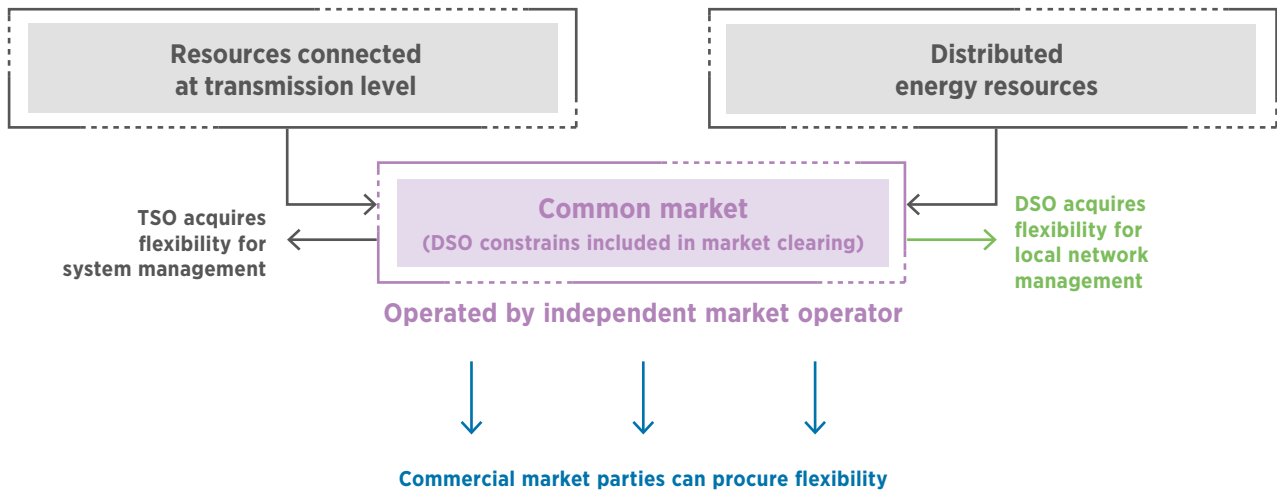 Resources connected
at transmission level
Distributed
energy resources
Common market
(DSO constrains included in market clearing)
TSO acquires
flexibility for
system management
DSO acquires
flexibility for
local network
management
Operated by independent market operator
Commercial market parties can procure flexibility